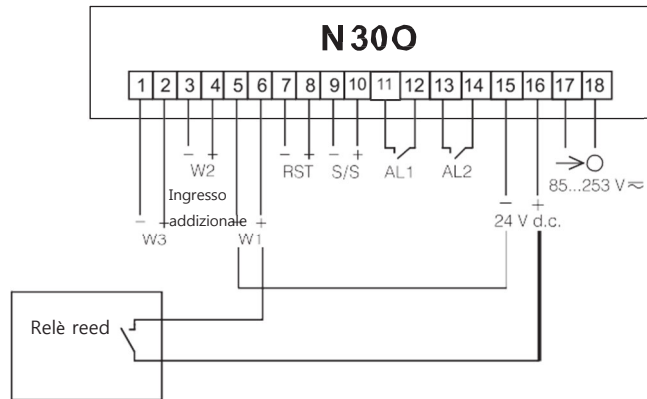 N30O
1 2 3 4 5 6 7 8 9 10 11 12 13 14 15 16 17 18
− + − + − +
W2 RST S/S AL1 AL2
85...253 V
Ingresso
addizionale
− + − + − +
W3 W1 24 V d.c.
Relè reed